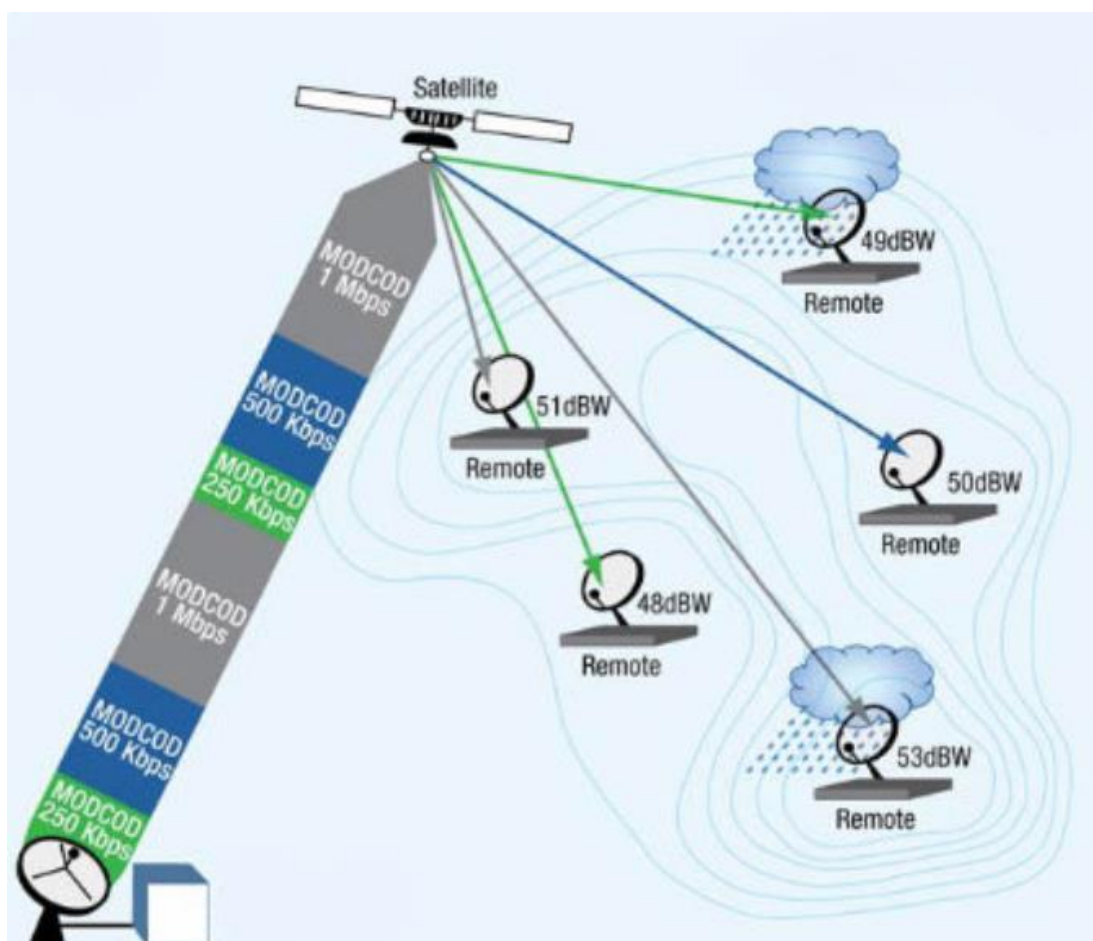 Satellite
MODCOD
1 Mbps
MODCOD
500 Kbps
MODCOD
250 Kbps
MODCOD
1 Mbps
MODCOD
500 Kbps
MODCOD
250 Kbps
49dBW
Remote
51dBW
Remote
50dBW
Remote
48dBW
Remote
53dBW
Remote